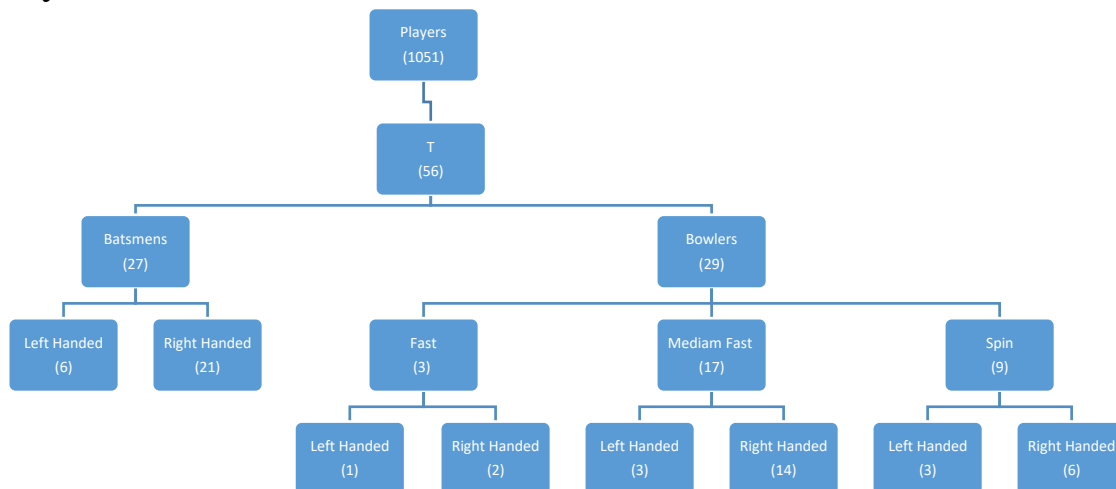 Players
(1051)
T
(56)
Batsmens
(27)
Bowlers
(29)
Left Handed
(6)
Right Handed
(21)
Fast
(3)
Mediam Fast
(17)
Spin
(9)
Left Handed
(1)
Right Handed
(2)
Left Handed
(3)
Right Handed
(14)
Left Handed
(3)
Right Handed
(6)